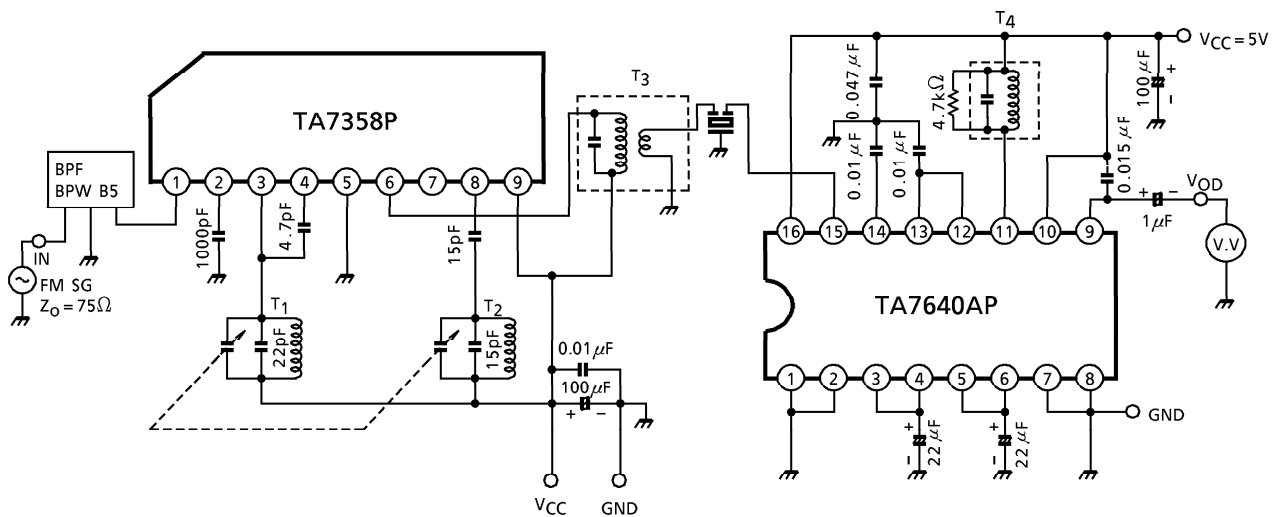 T4
VCC=5V
T3
TA7358P
0.047μF
4.7kΩ
100μF
+
-
BPF
BPW B5
1 2 3 4 5 6 7 8 9
0.01μF
0.01μF
0.015μF
1000pF
4.7pF
15pF
+ -
VOD
1μF
16 15 14 13 12 11 10 9
V.V
IN
FM SG
ZO=75Ω
T1
22pF
T2
15pF
TA7640AP
0.01μF
100μF
+ -
1 2 3 4 5 6 7 8
GND
+
-
22μF
+
-
22μF
VCC
GND